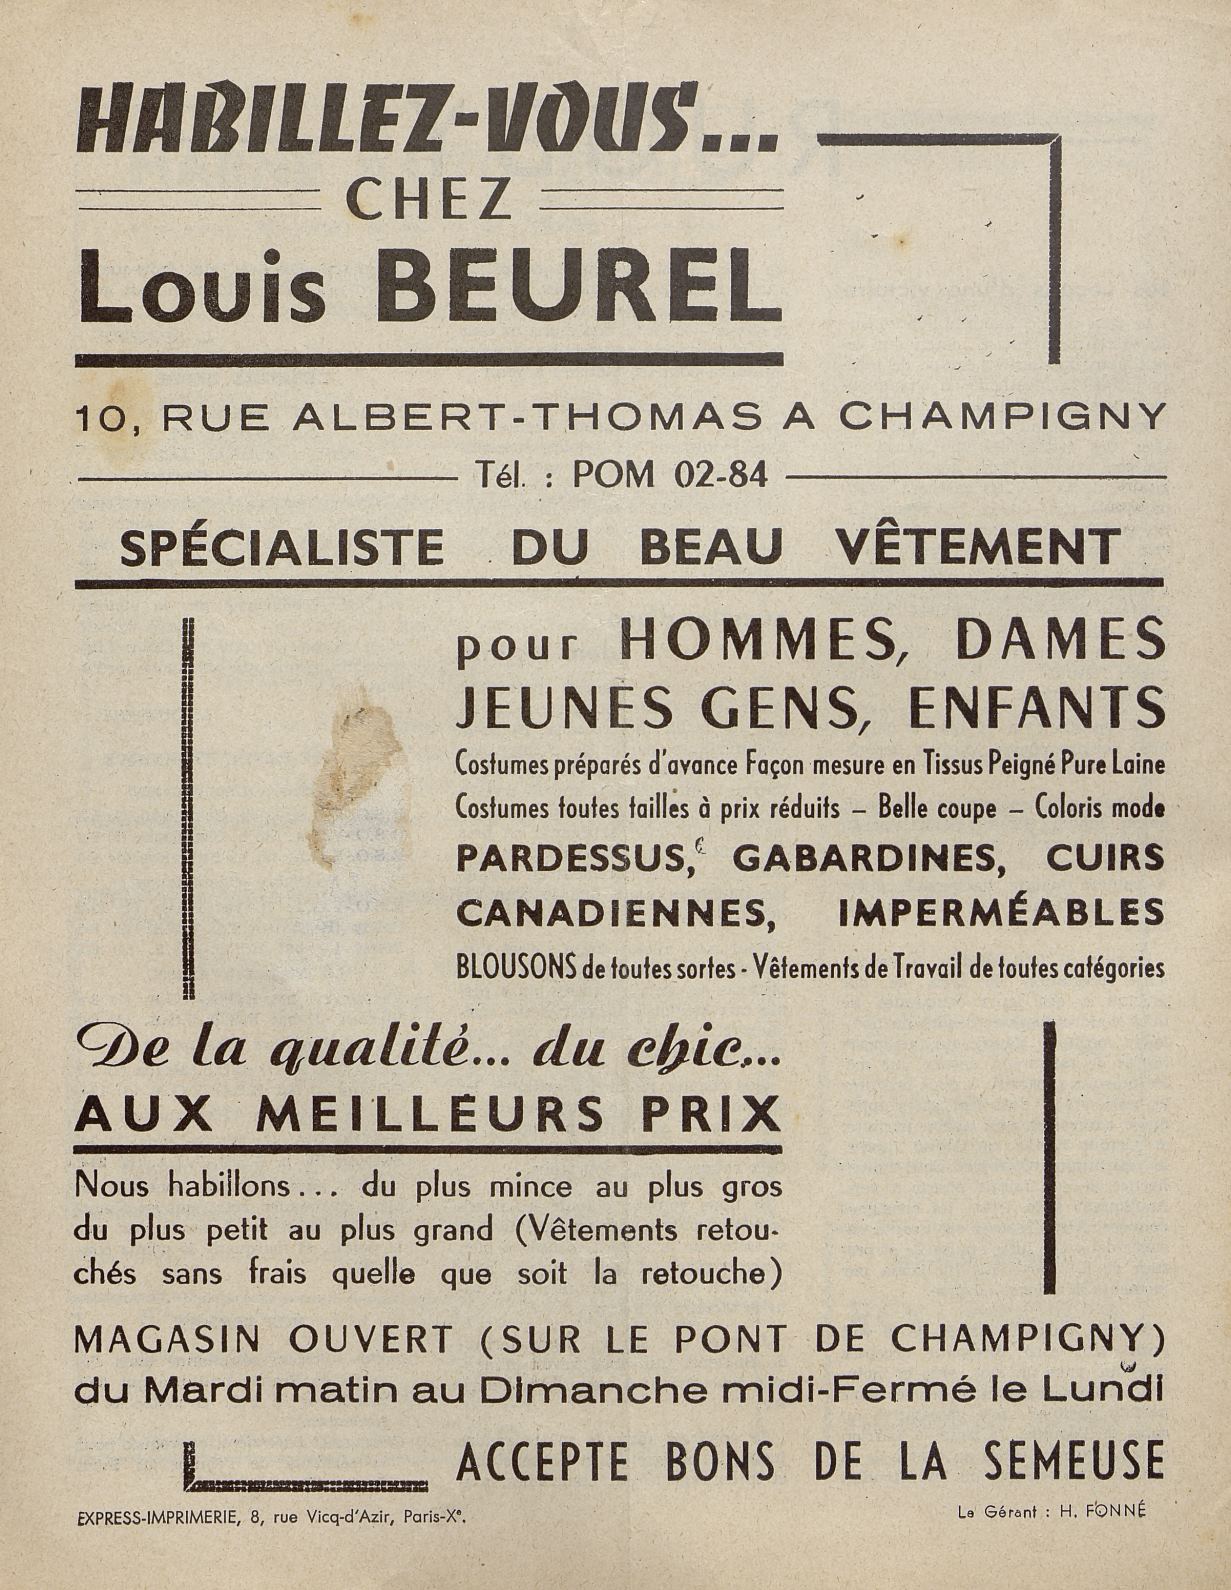 HABILLEZ-VOUS...
CHEZ
Louis BEUREL
10, RUE ALBERT-THOMAS A CHAMPIGNY
Tél. : POM 02-84
SPÉCIALISTE DU BEAU VÊTEMENT
pour HOMMES, DAMES
JEUNES GENS, ENFANTS
Costumes préparés d'avance Façon mesure en Tissus Peigné Pure Laine
Costumes toutes tailles à prix réduits – Belle coupe – Coloris mode
PARDESSUS, GABARDINES, CUIRS
CANADIENNES, IMPERMÉABLES
BLOUSONS de toutes sortes - Vêtements de Travail de toutes catégories
De la qualité... du chic...
AUX MEILLEURS PRIX
Nous habillons... du plus mince au plus gros
du plus petit au plus grand (Vêtements retou-
chés sans frais quelle que soit la retouche)
MAGASIN OUVERT (SUR LE PONT DE CHAMPIGNY)
du Mardi matin au Dimanche midi-Fermé le Lundi
ACCEPTE BONS DE LA SEMEUSE
EXPRESS-IMPRIMERIE, 8, rue Vicq-d'Azir, Paris-Xe.
Le Gérant : H. FONNÉ